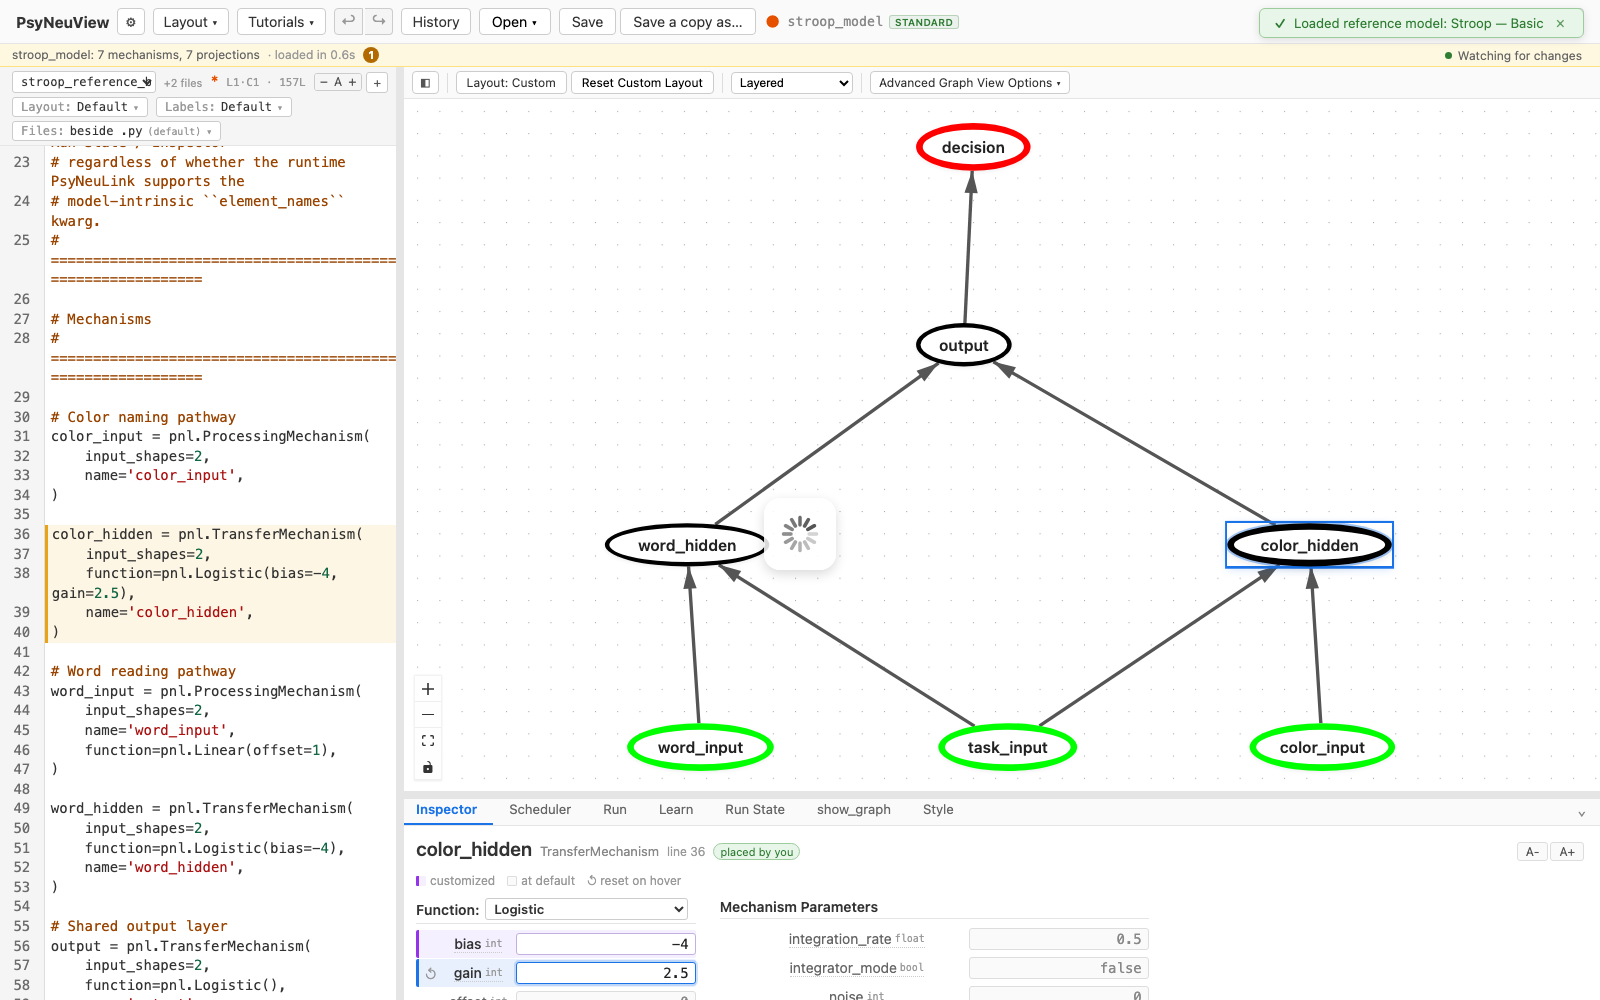 PsyNeuView
Layout ▾
Tutorials ▾
History
Open ▾
Save
Save a copy as...
stroop_model
STANDARD
✓ Loaded reference model: Stroop — Basic ×
stroop_model: 7 mechanisms, 7 projections · loaded in 0.6s 1
Watching for changes
stroop_reference_
+2 files * L1:C1 · 157L
− A +
+
Layout: Default ▾
Labels: Default ▾
Files: beside .py (default) ▾
Layout: Custom
Reset Custom Layout
Layered
Advanced Graph View Options ▾
23 # regardless of whether the runtime
PsyNeuLink supports the
24 # model-intrinsic ``element_names``
kwarg.
25 #
=========================================
==================
26
27 # Mechanisms
28 #
=========================================
==================
29
30 # Color naming pathway
31 color_input = pnl.ProcessingMechanism(
32 input_shapes=2,
33 name='color_input',
34 )
35
36 color_hidden = pnl.TransferMechanism(
37 input_shapes=2,
38 function=pnl.Logistic(bias=-4,
gain=2.5),
39 name='color_hidden',
40 )
41
42 # Word reading pathway
43 word_input = pnl.ProcessingMechanism(
44 input_shapes=2,
45 name='word_input',
46 function=pnl.Linear(offset=1),
47 )
48
49 word_hidden = pnl.TransferMechanism(
50 input_shapes=2,
51 function=pnl.Logistic(bias=-4),
52 name='word_hidden',
53 )
54
55 # Shared output layer
56 output = pnl.TransferMechanism(
57 input_shapes=2,
58 function=pnl.Logistic(),
decision
output
word_hidden
color_hidden
word_input
task_input
color_input
Inspector
Scheduler
Run
Learn
Run State
show_graph
Style
color_hidden TransferMechanism line 36 placed by you
A- A+
customized at default reset on hover
Function: Logistic
bias int −4
gain int 2.5
offset int 0
Mechanism Parameters
integration_rate float 0.5
integrator_mode bool false
noise int 0